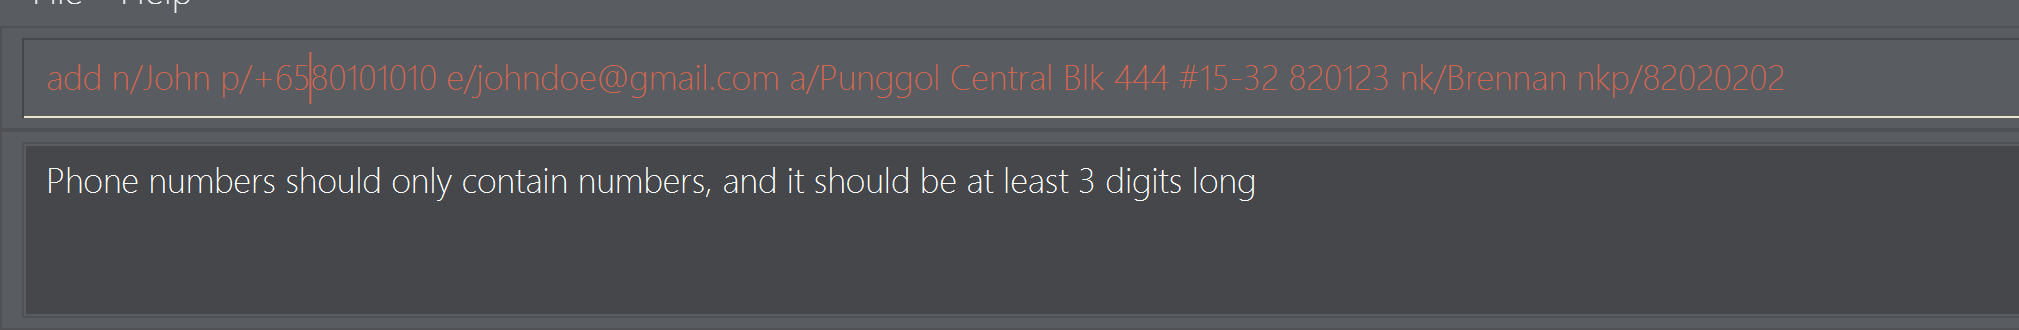 File Help
add n/John p/+6580101010 e/johndoe@gmail.com a/Punggol Central Blk 444 #15-32 820123 nk/Brennan nkp/82020202
Phone numbers should only contain numbers, and it should be at least 3 digits long